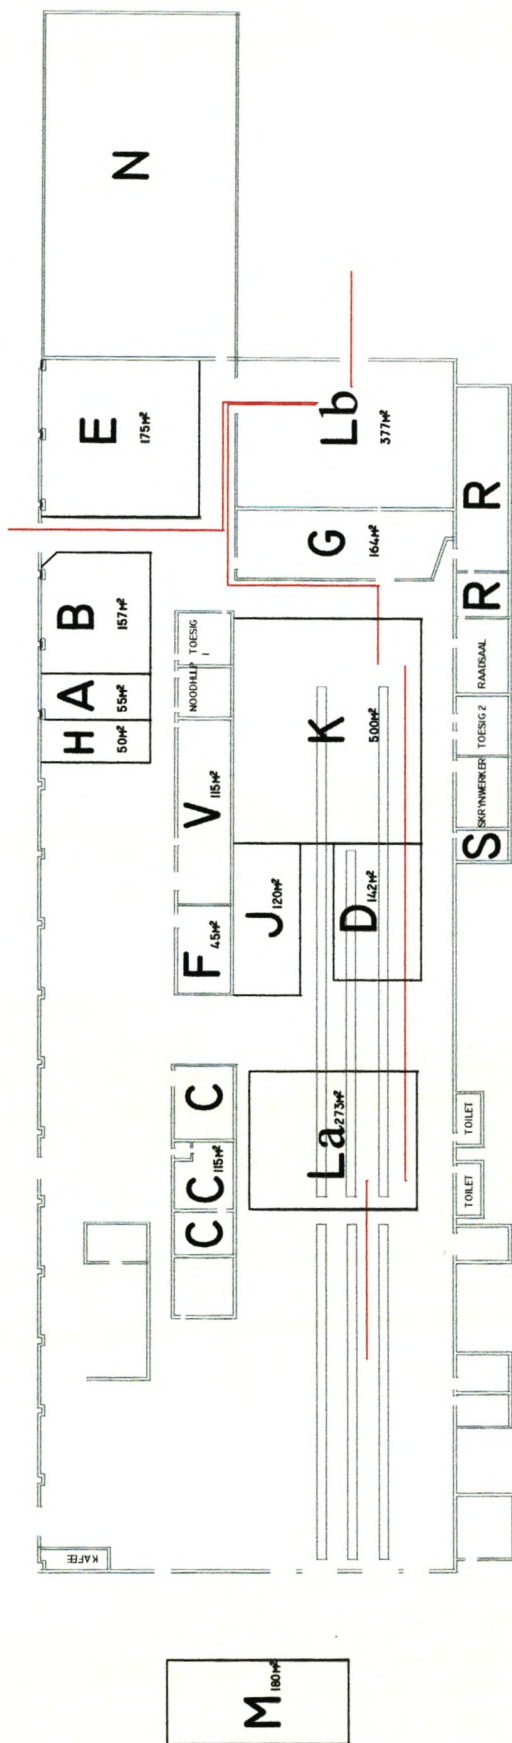 N
E
175M²
Lb
377M²
G
164M²
B
157M²
A
55M²
H
50M²
TOESIG
1
NOODHULP
V
115M²
F
45M²
K
500M²
J
120M²
D
142M²
R
R
RAADSAAL
TOESIG 2
SKRYNWERKER
S
C
C
115M²
C
La
273M²
TOILET
TOILET
KAFEE
M
180M²